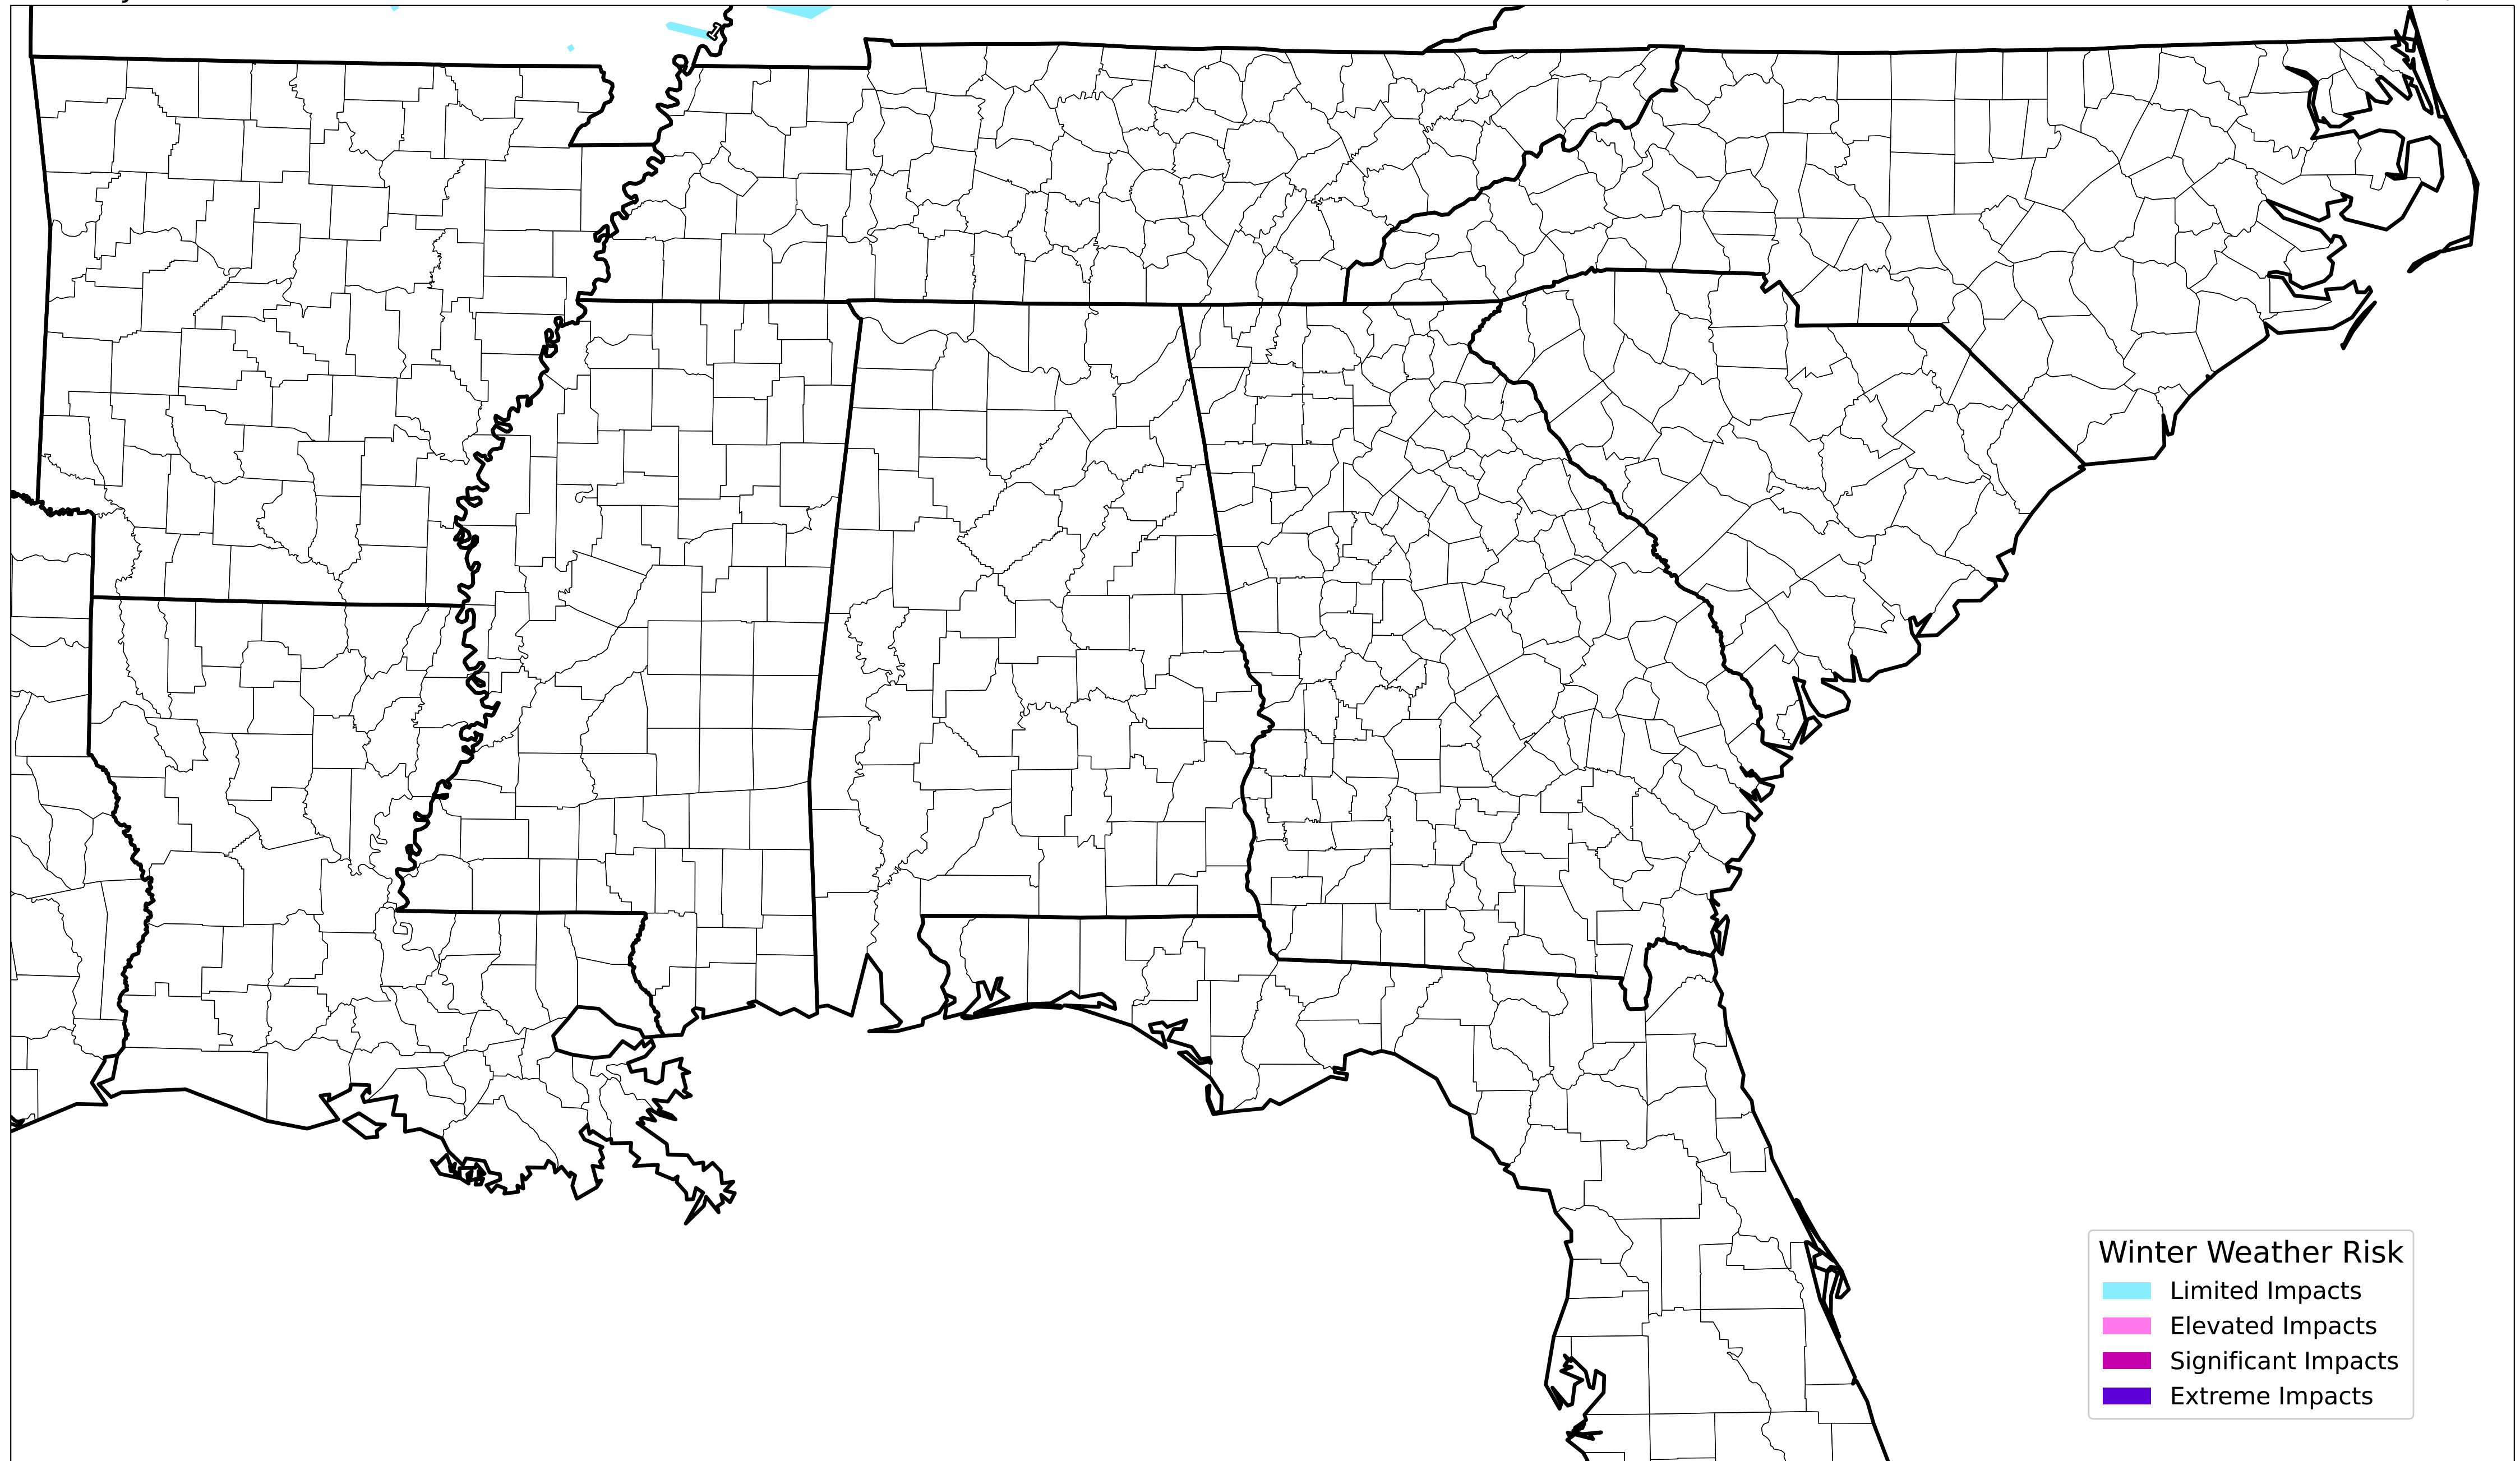 Winter Weather Risk
Limited Impacts
Elevated Impacts
Significant Impacts
Extreme Impacts